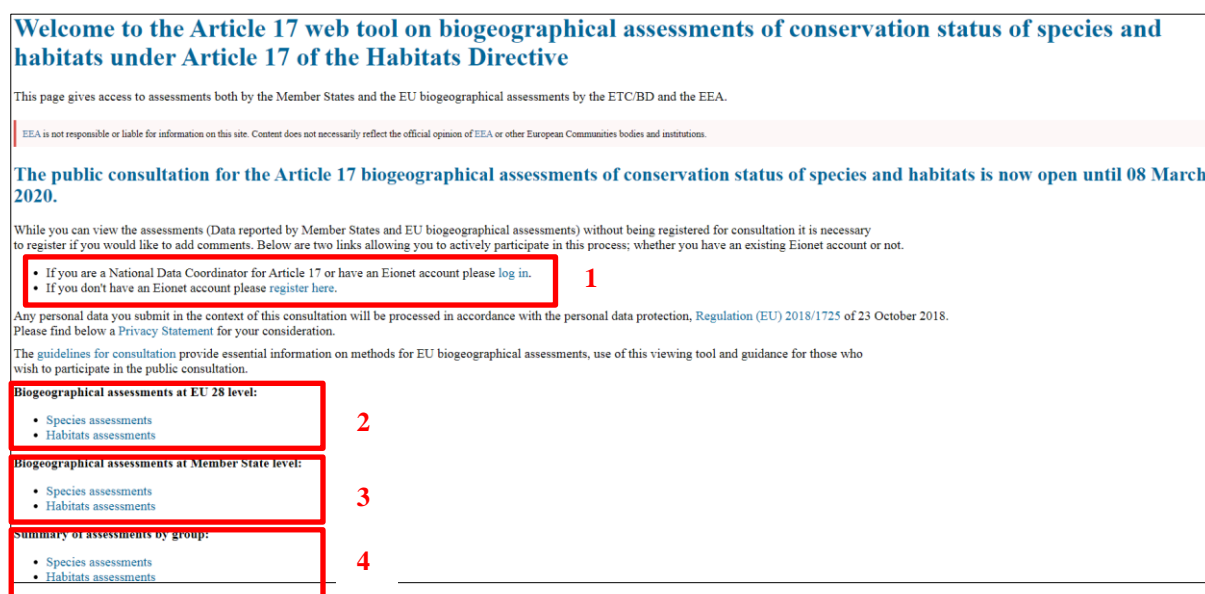 Welcome to the Article 17 web tool on biogeographical assessments of conservation status of species and
habitats under Article 17 of the Habitats Directive
This page gives access to assessments both by the Member States and the EU biogeographical assessments by the ETC/BD and the EEA.
EEA is not responsible or liable for information on this site. Content does not necessarily reflect the official opinion of EEA or other European Communities bodies and institutions.
The public consultation for the Article 17 biogeographical assessments of conservation status of species and habitats is now open until 08 March
2020.
While you can view the assessments (Data reported by Member States and EU biogeographical assessments) without being registered for consultation it is necessary
to register if you would like to add comments. Below are two links allowing you to actively participate in this process; whether you have an existing Eionet account or not.
• If you are a National Data Coordinator for Article 17 or have an Eionet account please log in.
• If you don't have an Eionet account please register here.
1
Any personal data you submit in the context of this consultation will be processed in accordance with the personal data protection, Regulation (EU) 2018/1725 of 23 October 2018.
Please find below a Privacy Statement for your consideration.
The guidelines for consultation provide essential information on methods for EU biogeographical assessments, use of this viewing tool and guidance for those who
wish to participate in the public consultation.
Biogeographical assessments at EU 28 level:
• Species assessments
• Habitats assessments
2
Biogeographical assessments at Member State level:
• Species assessments
• Habitats assessments
3
Summary of assessments by group:
• Species assessments
• Habitats assessments
4